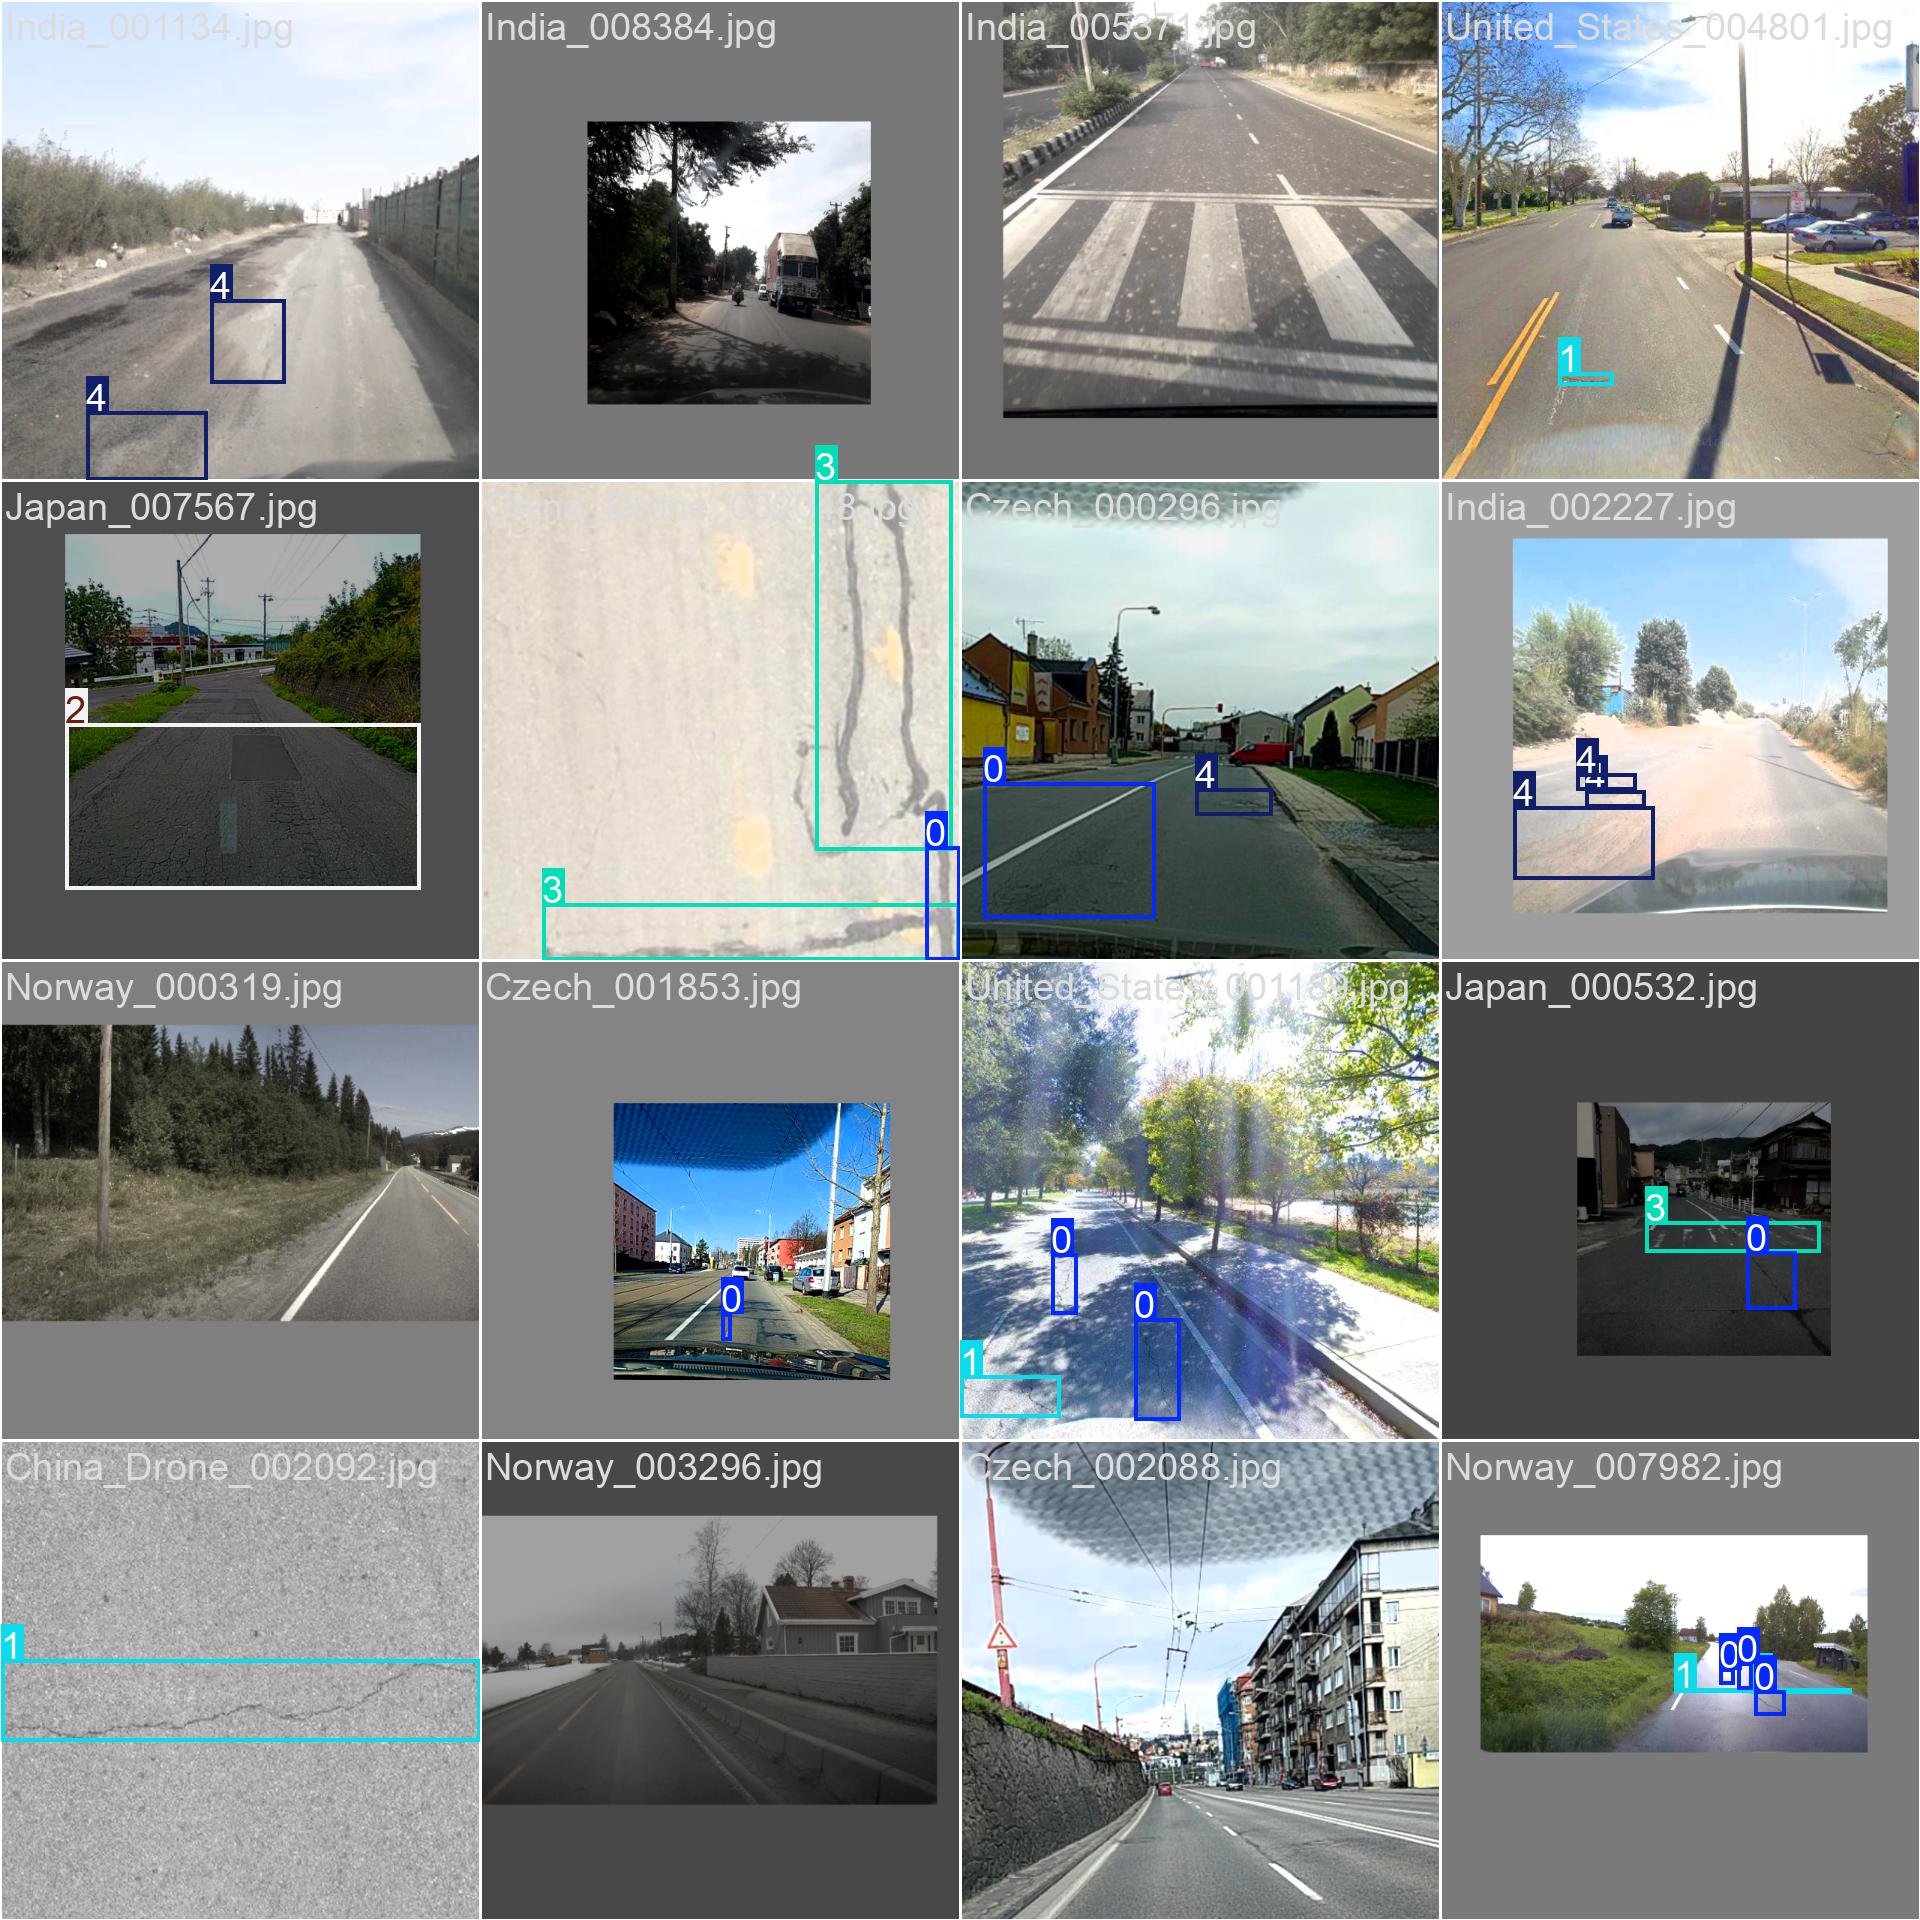 India_001134.jpg
India_008384.jpg
India_005371.jpg
United_States_004801.jpg
1
4
4
3
Japan_007567.jpg
Czech_000296.jpg
India_002227.jpg
2
0
4
4
4
4
0
3
Norway_000319.jpg
Czech_001853.jpg
United_States_001189.jpg
Japan_000532.jpg
3
0
0
0
0
1
China_Drone_002092.jpg
Norway_003296.jpg
Czech_002088.jpg
Norway_007982.jpg
1
0
0
0
1